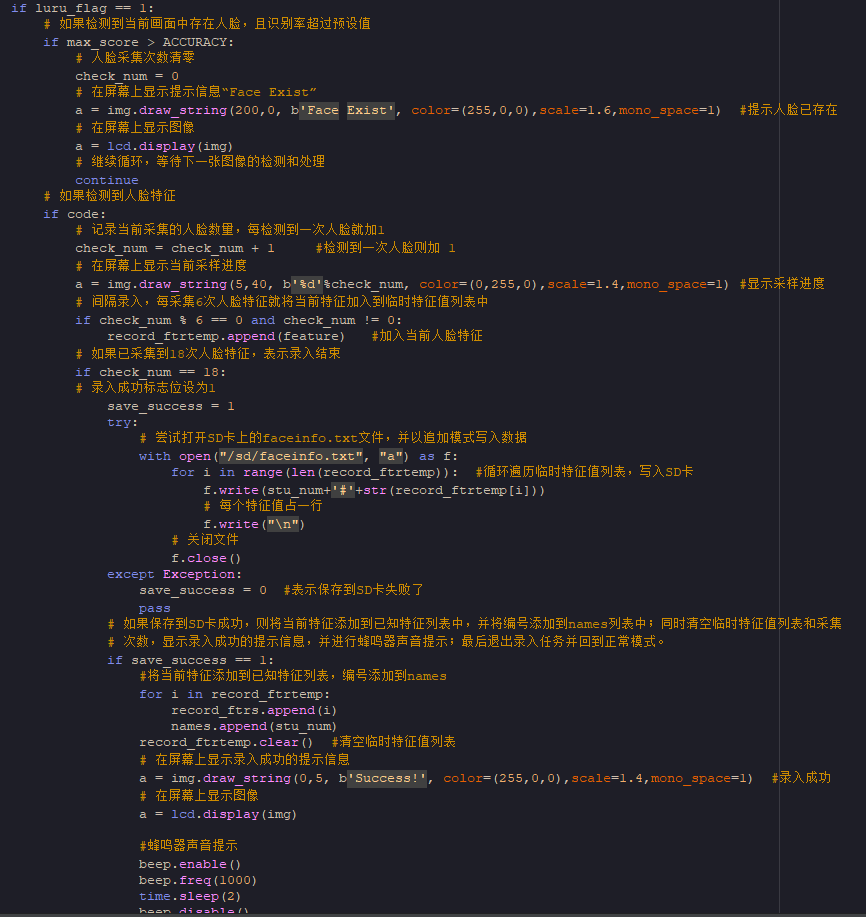 if luru_flag == 1:
    # 如果检测到当前画面中存在人脸，且识别率超过预设值
    if max_score > ACCURACY:
        # 人脸采集次数清零
        check_num = 0
        # 在屏幕上显示提示信息“Face Exist”
        a = img.draw_string(200,0, b'Face Exist', color=(255,0,0),scale=1.6,mono_space=1)  #提示人脸已存在
        # 在屏幕上显示图像
        a = lcd.display(img)
        # 继续循环，等待下一张图像的检测和处理
        continue
    # 如果检测到人脸特征
    if code:
        # 记录当前采集的人脸数量，每检测到一次人脸就加1
        check_num = check_num + 1     #检测到一次人脸则加 1
        # 在屏幕上显示当前采样进度
        a = img.draw_string(5,40, b'%d'%check_num, color=(0,255,0),scale=1.4,mono_space=1) #显示采样进度
        # 间隔录入，每采集6次人脸特征就将当前特征加入到临时特征值列表中
        if check_num % 6 == 0 and check_num != 0:
            record_ftrtemp.append(feature)   #加入当前人脸特征
        # 如果已采集到18次人脸特征，表示录入结束
        if check_num == 18:
        # 录入成功标志位设为1
            save_success = 1
            try:
                # 尝试打开SD卡上的faceinfo.txt文件，并以追加模式写入数据
                with open("/sd/faceinfo.txt", "a") as f:
                    for i in range(len(record_ftrtemp)):  #循环遍历临时特征值列表，写入SD卡
                        f.write(stu_num+'#'+str(record_ftrtemp[i]))
                        # 每个特征值占一行
                        f.write("\n")
                    # 关闭文件
                    f.close()
            except Exception:
                save_success = 0  #表示保存到SD卡失败了
                pass
            # 如果保存到SD卡成功，则将当前特征添加到已知特征列表中，并将编号添加到names列表中；同时清空临时特征值列表和采集
            # 次数，显示录入成功的提示信息，并进行蜂鸣器声音提示；最后退出录入任务并回到正常模式。
            if save_success == 1:
                #将当前特征添加到已知特征列表，编号添加到names
                for i in record_ftrtemp:
                    record_ftrs.append(i)
                    names.append(stu_num)
                record_ftrtemp.clear()  #清空临时特征值列表
                # 在屏幕上显示录入成功的提示信息
                a = img.draw_string(0,5, b'Success!', color=(255,0,0),scale=1.4,mono_space=1)  #录入成功
                # 在屏幕上显示图像
                a = lcd.display(img)

                #蜂鸣器声音提示
                beep.enable()
                beep.freq(1000)
                time.sleep(2)
                beep.disable()